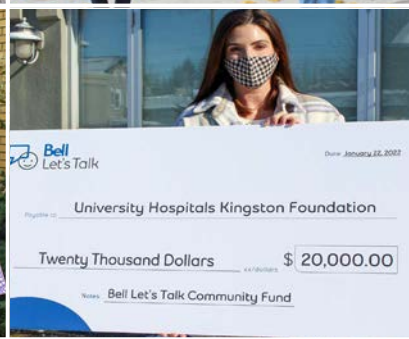 Bell
Let's Talk
Date January 22, 2022
Payable to University Hospitals Kingston Foundation
Twenty Thousand Dollars xx/dollars $ 20,000.00
Notes Bell Let's Talk Community Fund